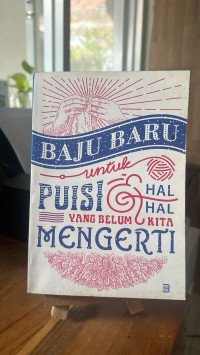 BAJU BARU
untuk
PUISI & HAL
HAL
YANG BELUM KITA
MENGERTI